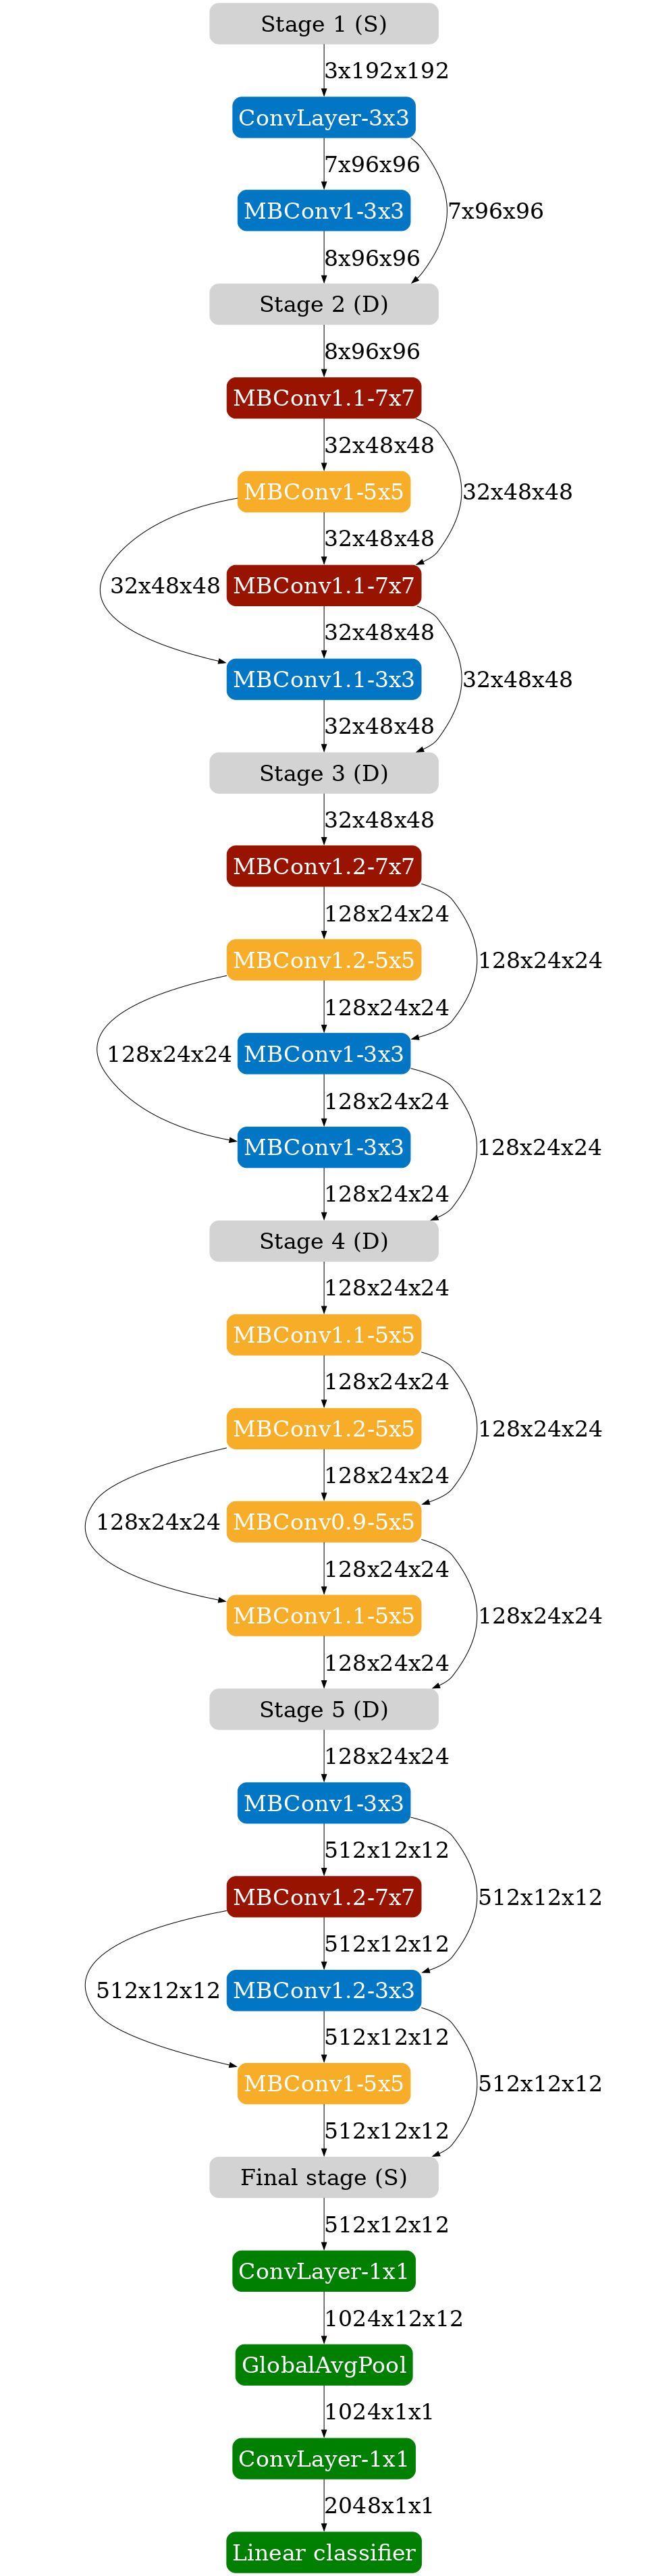 Stage 1 (S)
3x192x192
ConvLayer-3x3
7x96x96
MBConv1-3x3
7x96x96
8x96x96
Stage 2 (D)
8x96x96
MBConv1.1-7x7
32x48x48
MBConv1-5x5
32x48x48
32x48x48
32x48x48
MBConv1.1-7x7
32x48x48
MBConv1.1-3x3
32x48x48
32x48x48
Stage 3 (D)
32x48x48
MBConv1.2-7x7
128x24x24
MBConv1.2-5x5
128x24x24
128x24x24
128x24x24
MBConv1-3x3
128x24x24
MBConv1-3x3
128x24x24
128x24x24
Stage 4 (D)
128x24x24
MBConv1.1-5x5
128x24x24
MBConv1.2-5x5
128x24x24
128x24x24
128x24x24
MBConv0.9-5x5
128x24x24
MBConv1.1-5x5
128x24x24
128x24x24
Stage 5 (D)
128x24x24
MBConv1-3x3
512x12x12
MBConv1.2-7x7
512x12x12
512x12x12
512x12x12
MBConv1.2-3x3
512x12x12
MBConv1-5x5
512x12x12
512x12x12
Final stage (S)
512x12x12
ConvLayer-1x1
1024x12x12
GlobalAvgPool
1024x1x1
ConvLayer-1x1
2048x1x1
Linear classifier